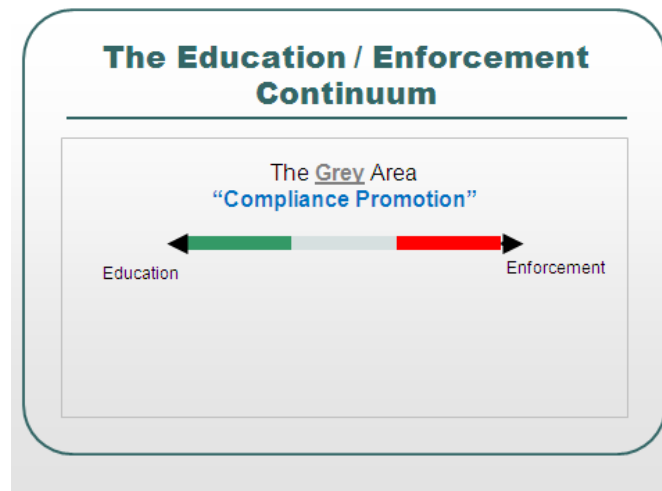 The Education / Enforcement
Continuum
The Grey Area
“Compliance Promotion”
Education
Enforcement